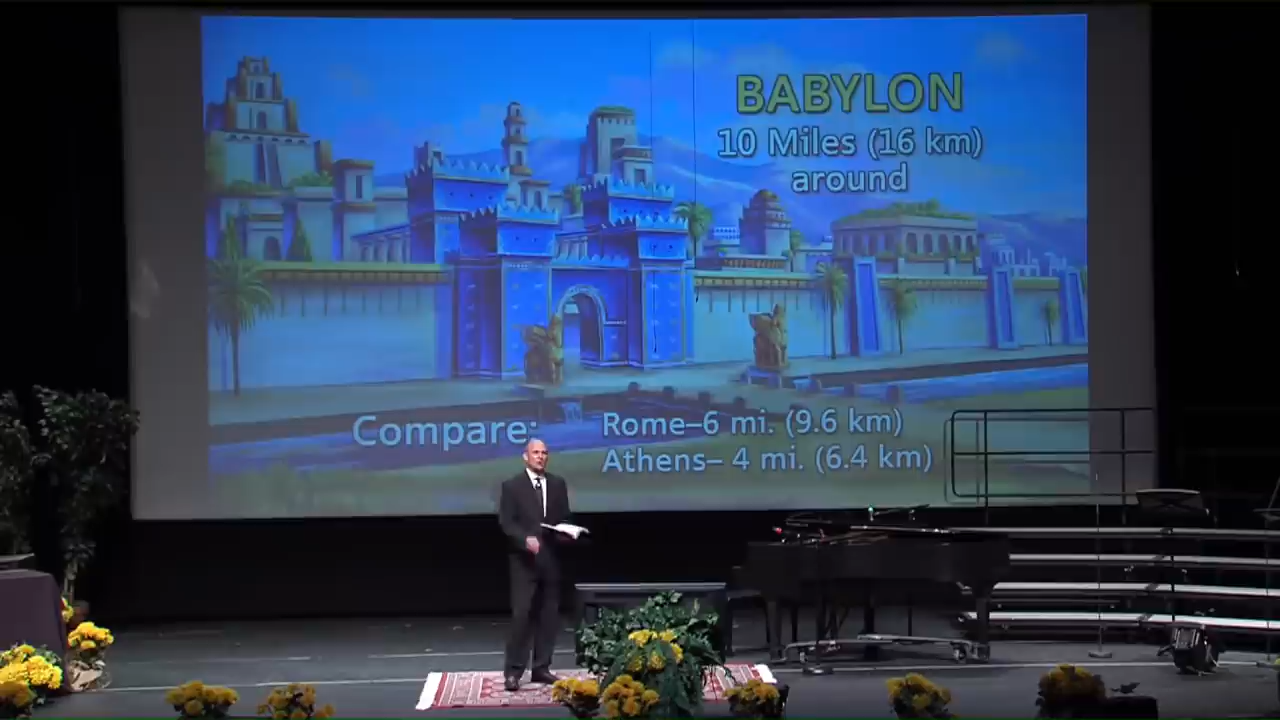 BABYLON
10 Miles (16 km)
around
Compare:
Rome–6 mi. (9.6 km)
Athens– 4 mi. (6.4 km)